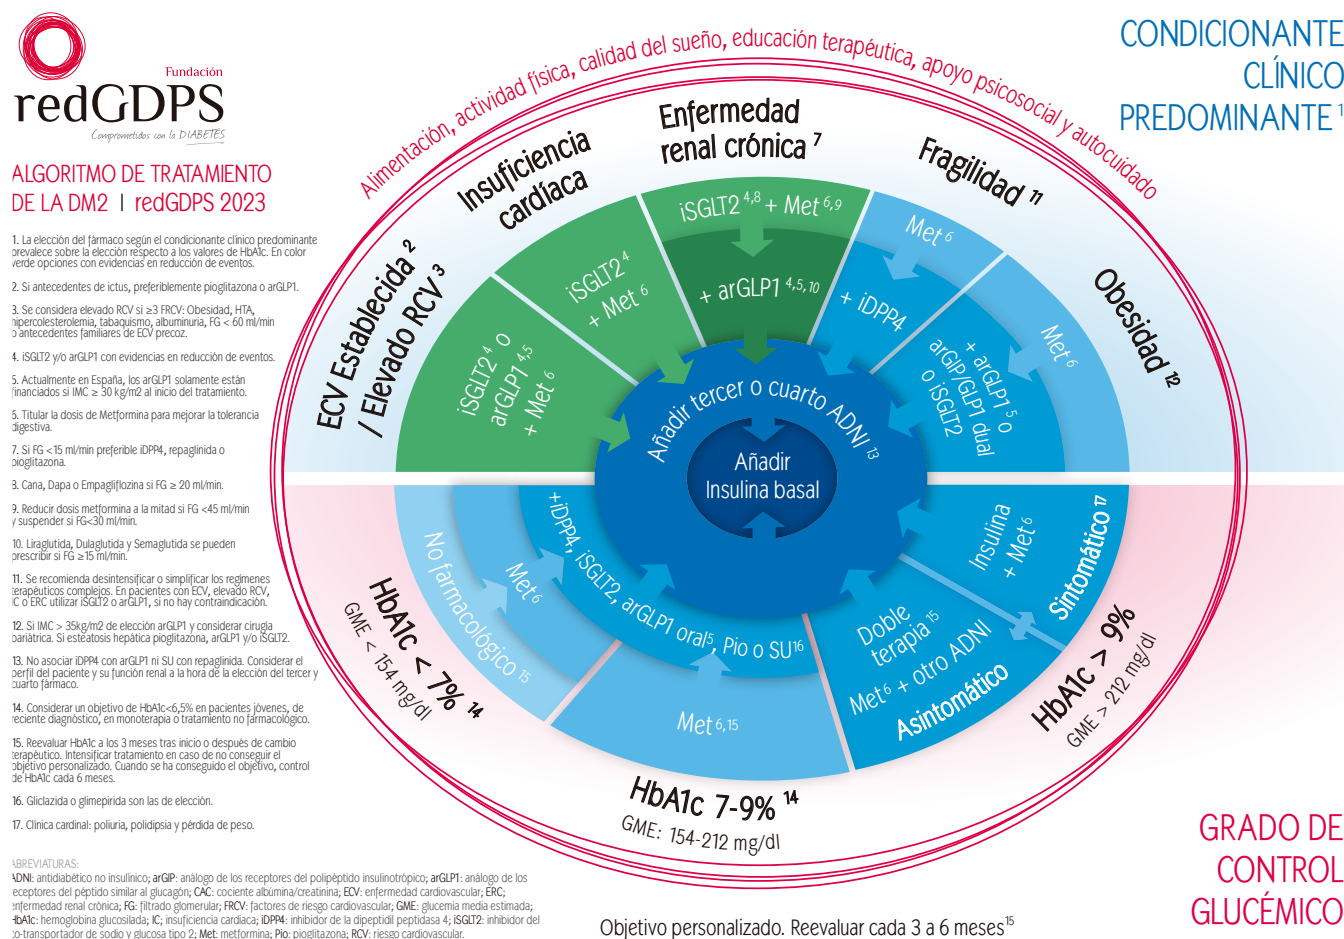 Fundación
redGDPS
Comprometidos con la DIABETES
ALGORITMO DE TRATAMIENTO
DE LA DM2 | redGDPS 2023
1. La elección del fármaco según el condicionante clínico predominante
prevalece sobre la elección respecto a los valores de HbA1c. En color
verde opciones con evidencias en reducción de eventos.
2. Si antecedentes de ictus, preferiblemente pioglitazona o arGLP1.
3. Se considera elevado RCV si ≥3 FRCV: Obesidad, HTA,
hipercolesterolemia, tabaquismo, albuminuria, FG < 60 ml/min
o antecedentes familiares de ECV precoz.
4. iSGLT2 y/o arGLP1 con evidencias en reducción de eventos.
5. Actualmente en España, los arGLP1 solamente están
financiados si IMC ≥ 30 kg/m2 al inicio del tratamiento.
6. Titular la dosis de Metformina para mejorar la tolerancia
digestiva.
7. Si FG <15 ml/min preferible iDPP4, repaglinida o
pioglitazona.
8. Cana, Dapa o Empagliflozina si FG ≥ 20 ml/min.
9. Reducir dosis metformina a la mitad si FG <45 ml/min
y suspender si FG<30 ml/min.
10. Liraglutida, Dulaglutida y Semaglutida se pueden
prescribir si FG ≥15 ml/min.
11. Se recomienda desintensificar o simplificar los regímenes
terapéuticos complejos. En pacientes con ECV, elevado RCV,
IC o ERC utilizar iSGLT2 o arGLP1, si no hay contraindicación.
12. Si IMC > 35kg/m2 de elección arGLP1 y considerar cirugía
bariátrica. Si esteatosis hepática pioglitazona, arGLP1 y/o iSGLT2.
13. No asociar iDPP4 con arGLP1 ni SU con repaglinida. Considerar el
perfil del paciente y su función renal a la hora de la elección del tercer y
cuarto fármaco.
14. Considerar un objetivo de HbA1c<6,5% en pacientes jóvenes, de
reciente diagnóstico, en monoterapia o tratamiento no farmacológico.
15. Reevaluar HbA1c a los 3 meses tras inicio o después de cambio
terapéutico. Intensificar tratamiento en caso de no conseguir el
objetivo personalizado. Cuando se ha conseguido el objetivo, control
de HbA1c cada 6 meses.
16. Gliclazida o glimepirida son las de elección.
17. Clínica cardinal: poliuria, polidipsia y pérdida de peso.
ABREVIATURAS:
ADNI: antidiabético no insulínico; arGIP: análogo de los receptores del polipéptido insulinotrópico; arGLP1: análogo de los
receptores del péptido similar al glucagón; CAC: cociente albúmina/creatinina; ECV: enfermedad cardiovascular; ERC;
enfermedad renal crónica; FG: filtrado glomerular; FRCV: factores de riesgo cardiovascular; GME: glucemia media estimada;
HbA1c: hemoglobina glucosilada; IC; insuficiencia cardiaca; iDPP4: inhibidor de la dipeptidil peptidasa 4; iSGLT2: inhibidor del
co-transportador de sodio y glucosa tipo 2; Met: metformina; Pio: pioglitazona; RCV: riesgo cardiovascular.
CONDICIONANTE
CLÍNICO
PREDOMINANTE 1
Alimentación, actividad física, calidad del sueño, educación terapéutica, apoyo psicosocial y autocuidado
ECV Establecida 2
/ Elevado RCV 3
iSGLT2 4 O
arGLP1 4,5
+ Met 6
Insuficiencia
cardíaca
iSGLT2 4
+ Met 6
Enfermedad
renal crónica 7
iSGLT2 4,8 + Met 6,9
+ arGLP1 4,5,10
Fragilidad 11
Met 6
+ iDPP4
Obesidad 12
Met 6
+ arGLP1 5 o
arGIP/GLP1 dual
o iSGLT2
Añadir tercer o cuarto ADNI 13
Añadir
Insulina basal
No farmacológico 15
Met 6
+iDPP4, iSGLT2, arGLP1 oral5, Pio o SU16
HbA1c < 7% 14
GME < 154 mg/dl
Met 6,15
HbA1c 7-9% 14
GME: 154-212 mg/dl
Doble
terapia 15
Met 6 + otro ADNI
Asintomático
Insulina
+ Met 6
Sintomático 17
HbA1c > 9%
GME > 212 mg/dl
GRADO DE
CONTROL
GLUCÉMICO
Objetivo personalizado. Reevaluar cada 3 a 6 meses15